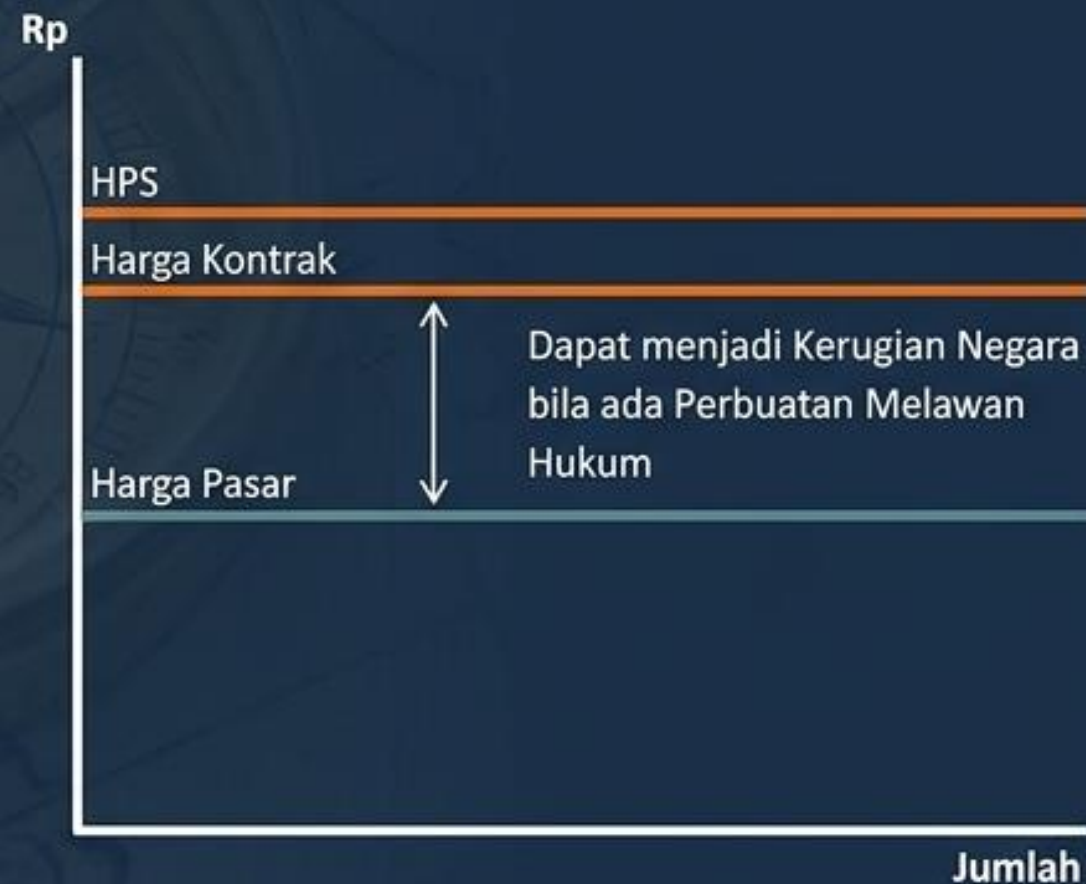 Rp
HPS
Harga Kontrak
Dapat menjadi Kerugian Negara
bila ada Perbuatan Melawan
Hukum
Harga Pasar
Jumlah